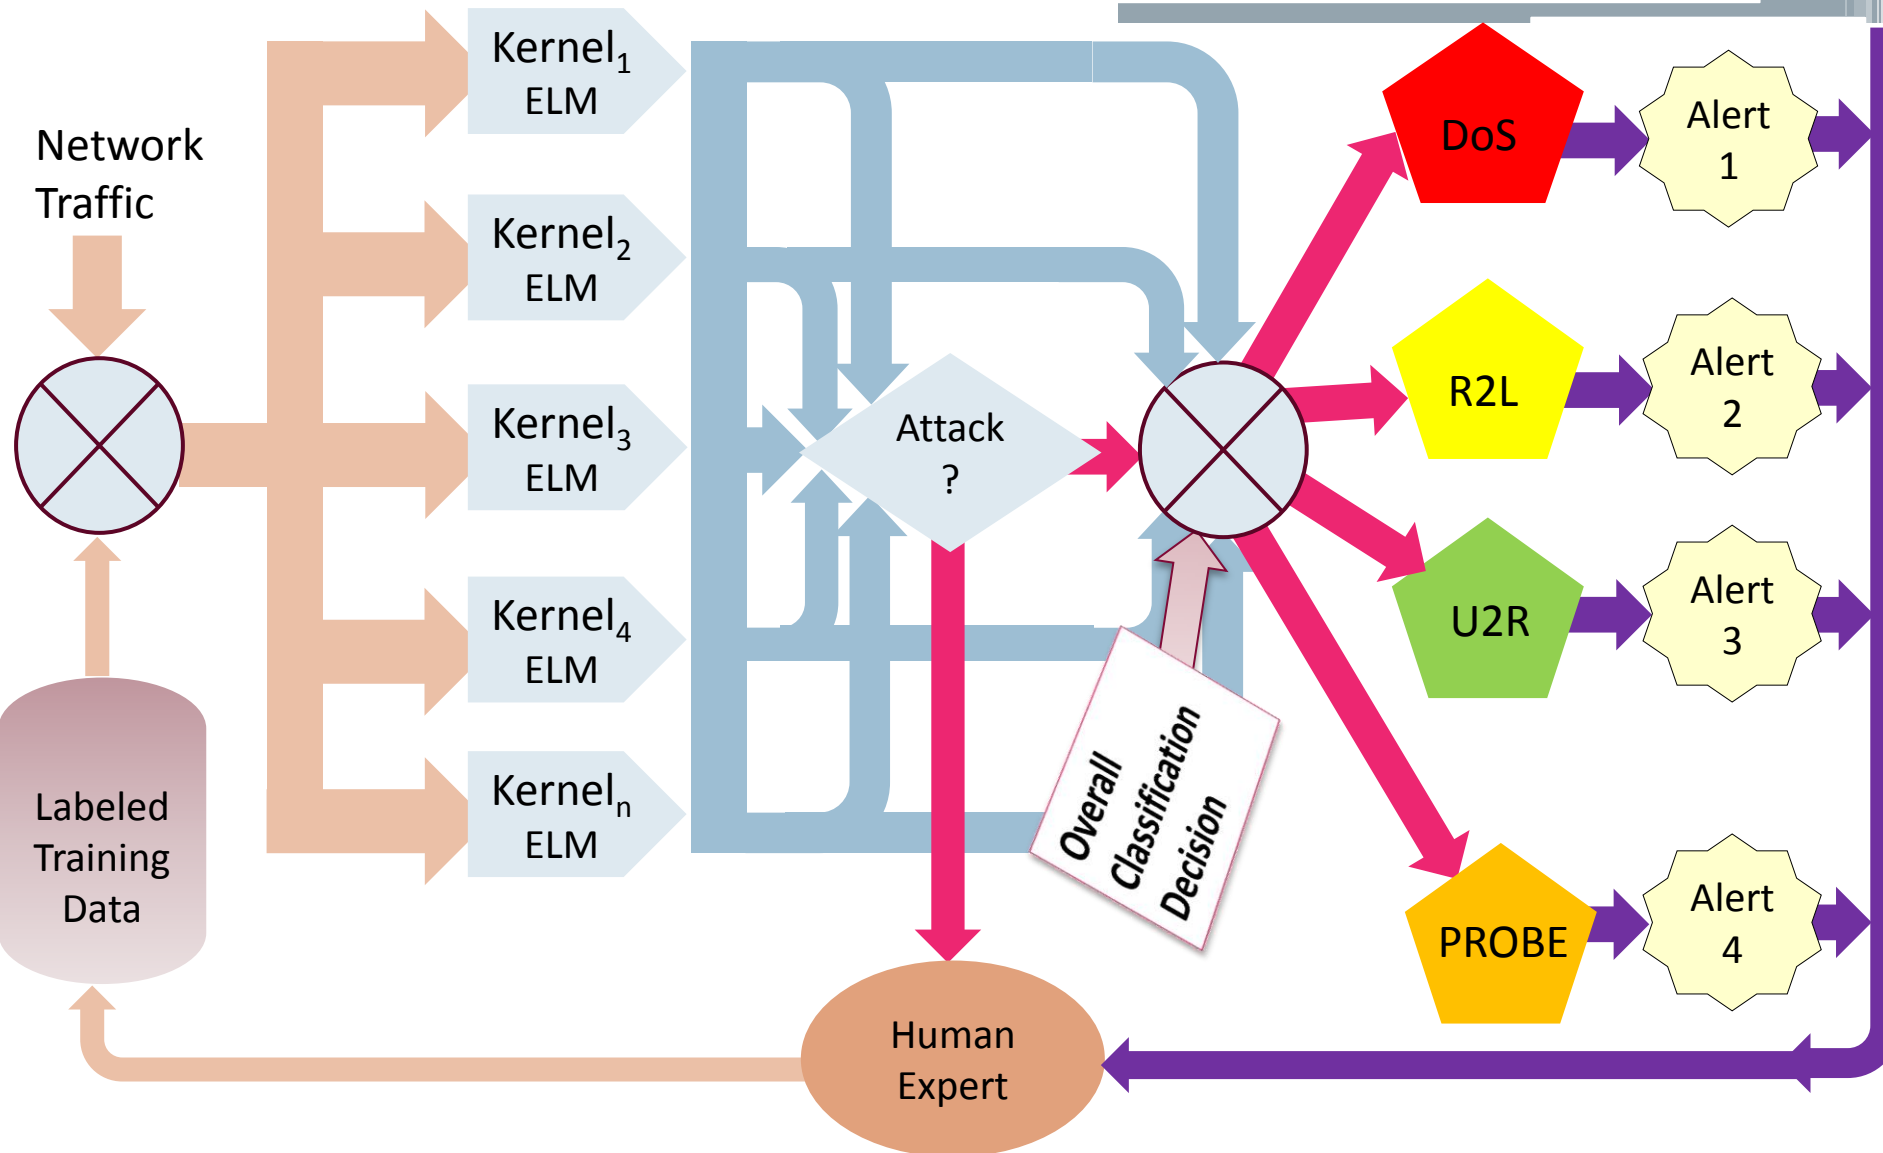 Network
Traffic
Labeled
Training
Data
Kernel₁
ELM
Kernel₂
ELM
Kernel₃
ELM
Kernel₄
ELM
Kernelₙ
ELM
Attack
?
Overall
Classification
Decision
Human
Expert
DoS
Alert
1
R2L
Alert
2
U2R
Alert
3
PROBE
Alert
4